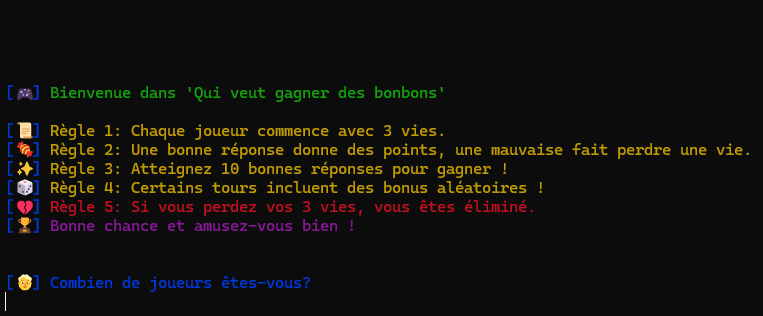 [🎮] Bienvenue dans 'Qui veut gagner des bonbons'
[📜] Règle 1: Chaque joueur commence avec 3 vies.
[🍬] Règle 2: Une bonne réponse donne des points, une mauvaise fait perdre une vie.
[✨] Règle 3: Atteignez 10 bonnes réponses pour gagner !
[🎲] Règle 4: Certains tours incluent des bonus aléatoires !
[💔] Règle 5: Si vous perdez vos 3 vies, vous êtes éliminé.
[🏆] Bonne chance et amusez-vous bien !
[👱] Combien de joueurs êtes-vous?